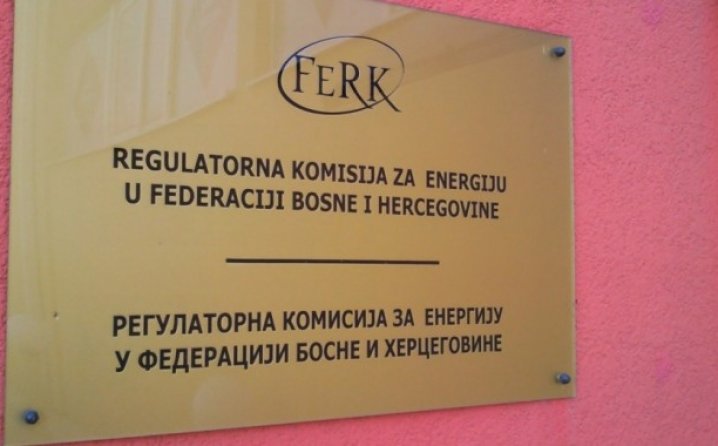 FERK
REGULATORNA KOMISIJA ZA ENERGIJU
U FEDERACIJI BOSNE I HERCEGOVINE
РЕГУЛАТОРНА КОМИСИЈА ЗА ЕНЕРГИЈУ
У ФЕДЕРАЦИЈИ БОСНЕ И ХЕРЦЕГОВИНЕ